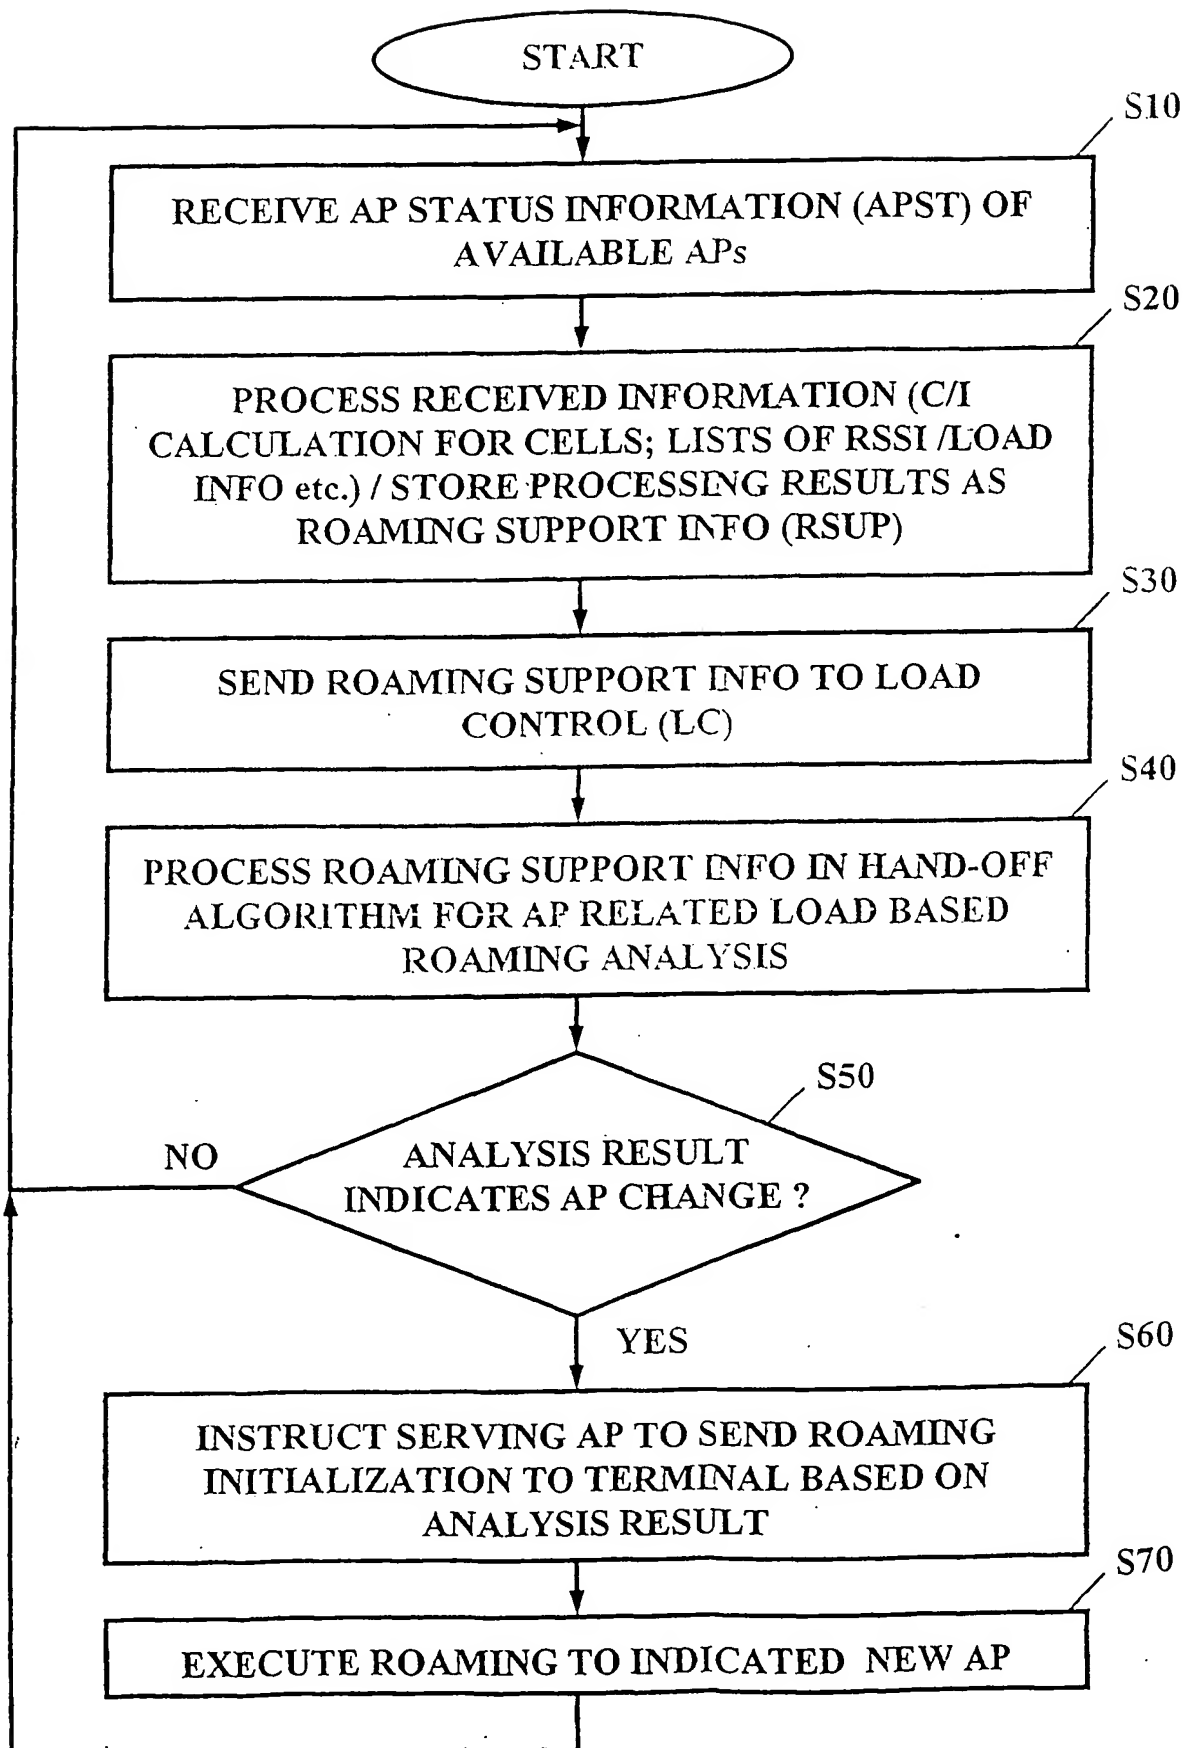 START
S10
RECEIVE AP STATUS INFORMATION (APST) OF
AVAILABLE APs
S20
PROCESS RECEIVED INFORMATION (C/I
CALCULATION FOR CELLS; LISTS OF RSSI /LOAD
INFO etc.) / STORE PROCESSING RESULTS AS
ROAMING SUPPORT INFO (RSUP)
S30
SEND ROAMING SUPPORT INFO TO LOAD
CONTROL (LC)
S40
PROCESS ROAMING SUPPORT INFO IN HAND-OFF
ALGORITHM FOR AP RELATED LOAD BASED
ROAMING ANALYSIS
S50
NO
ANALYSIS RESULT
INDICATES AP CHANGE ?
YES
S60
INSTRUCT SERVING AP TO SEND ROAMING
INITIALIZATION TO TERMINAL BASED ON
ANALYSIS RESULT
S70
EXECUTE ROAMING TO INDICATED NEW AP